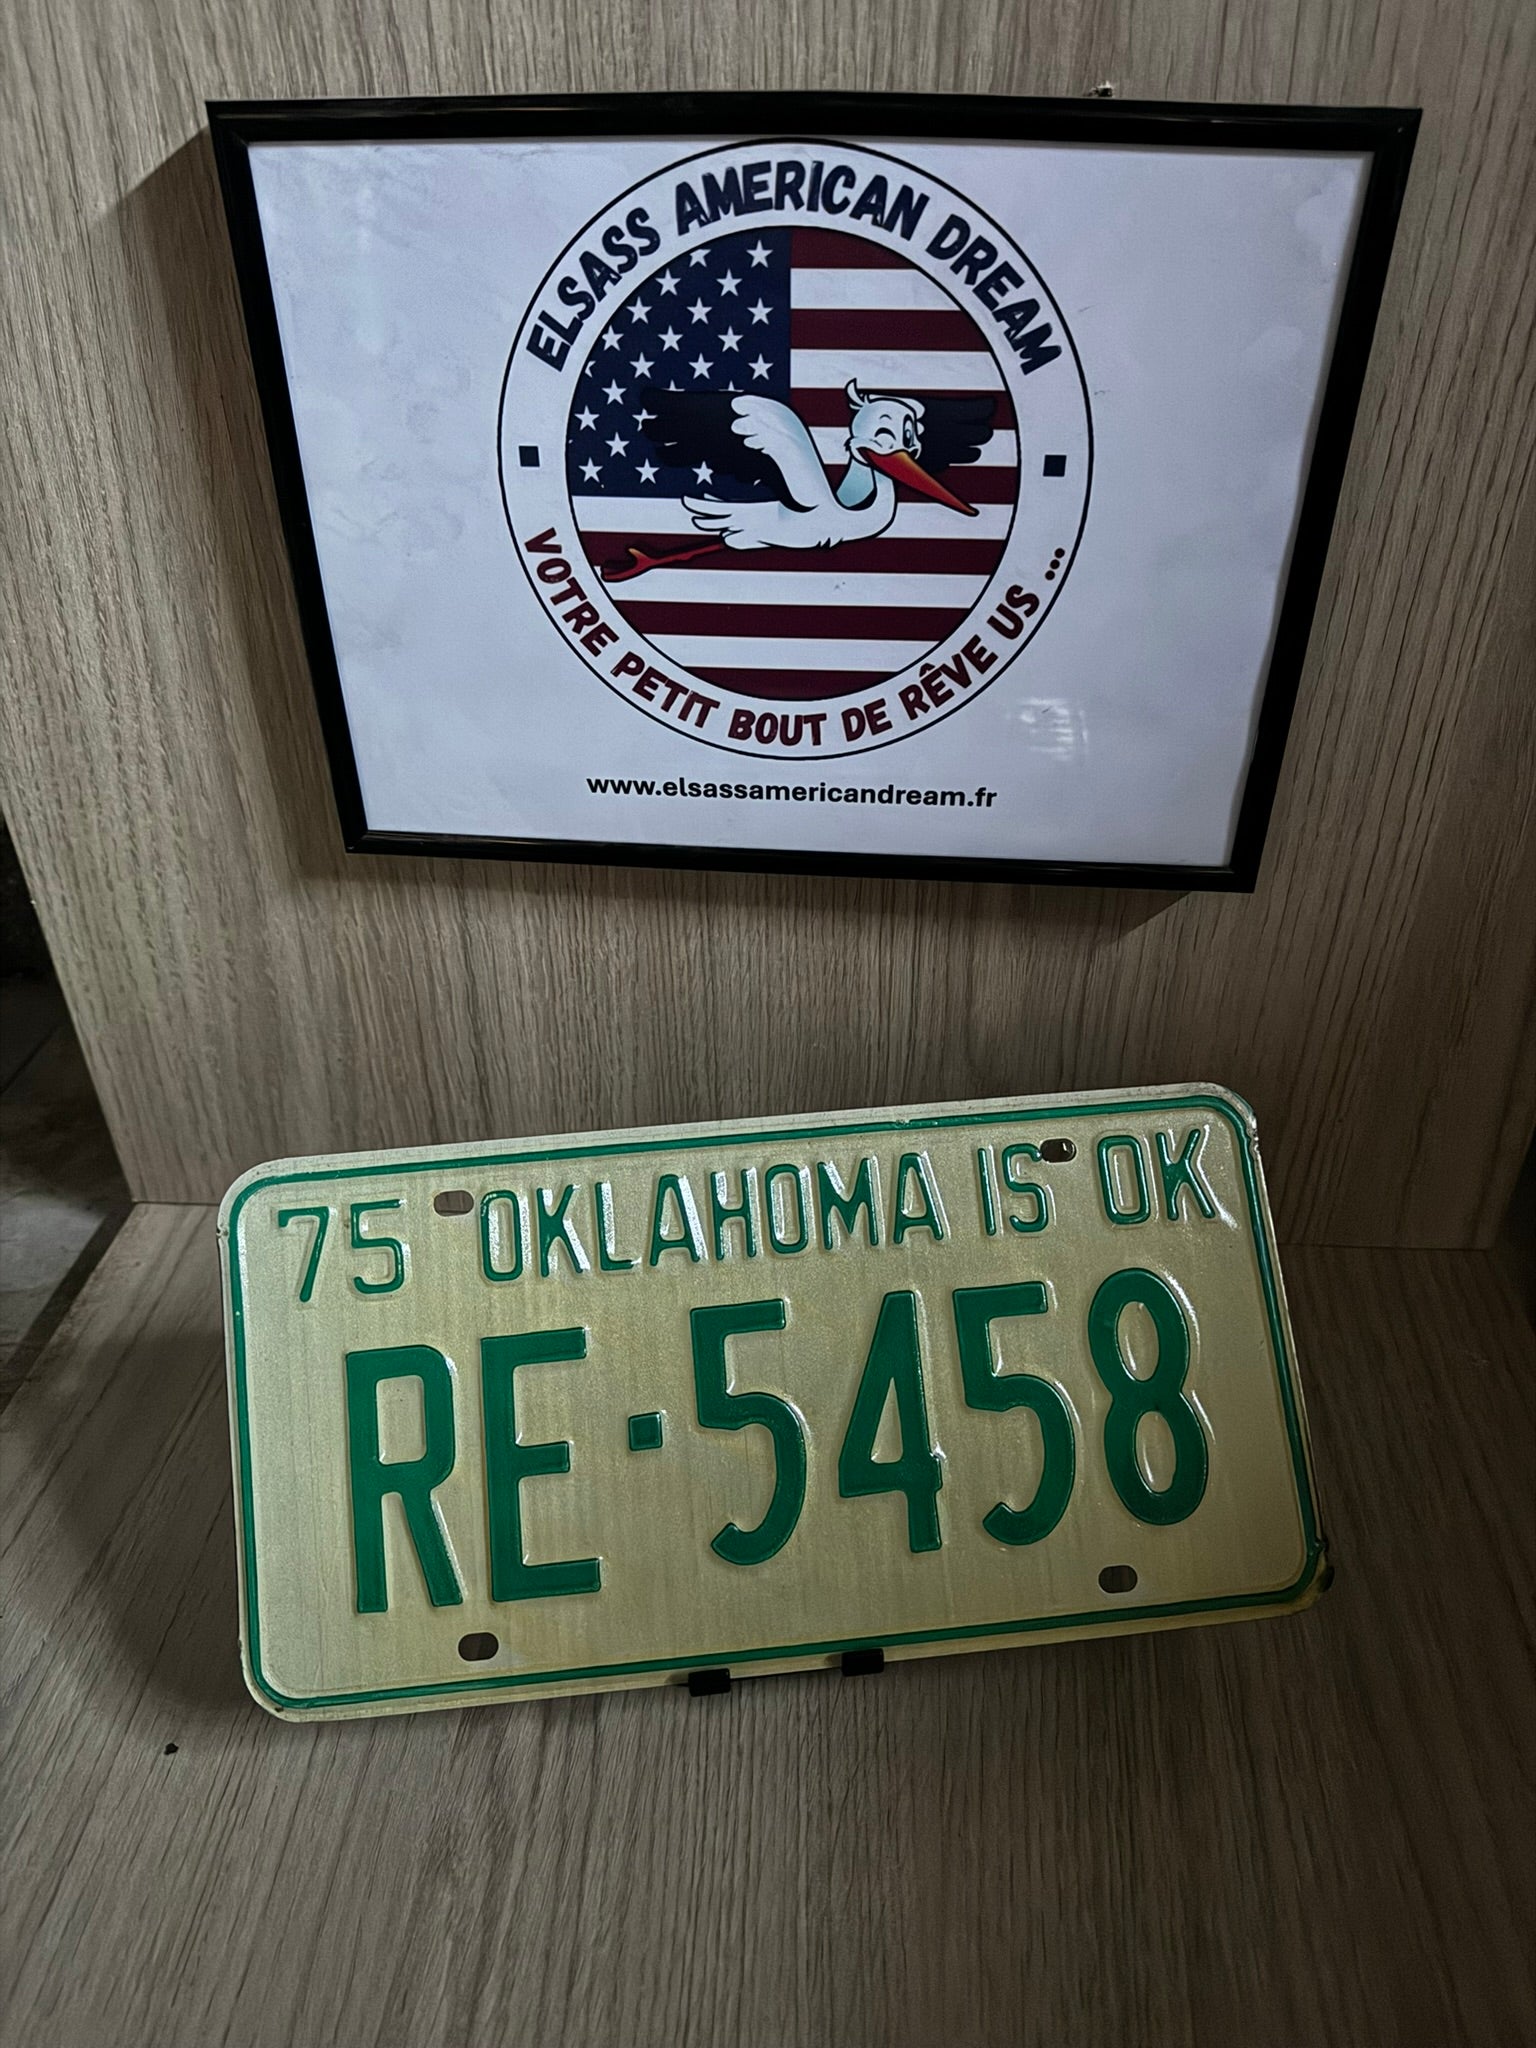 ELSASS AMERICAN DREAM
VOTRE PETIT BOUT DE RÊVE US ...
www.elsassamericandream.fr
75 OKLAHOMA IS OK
RE·5458